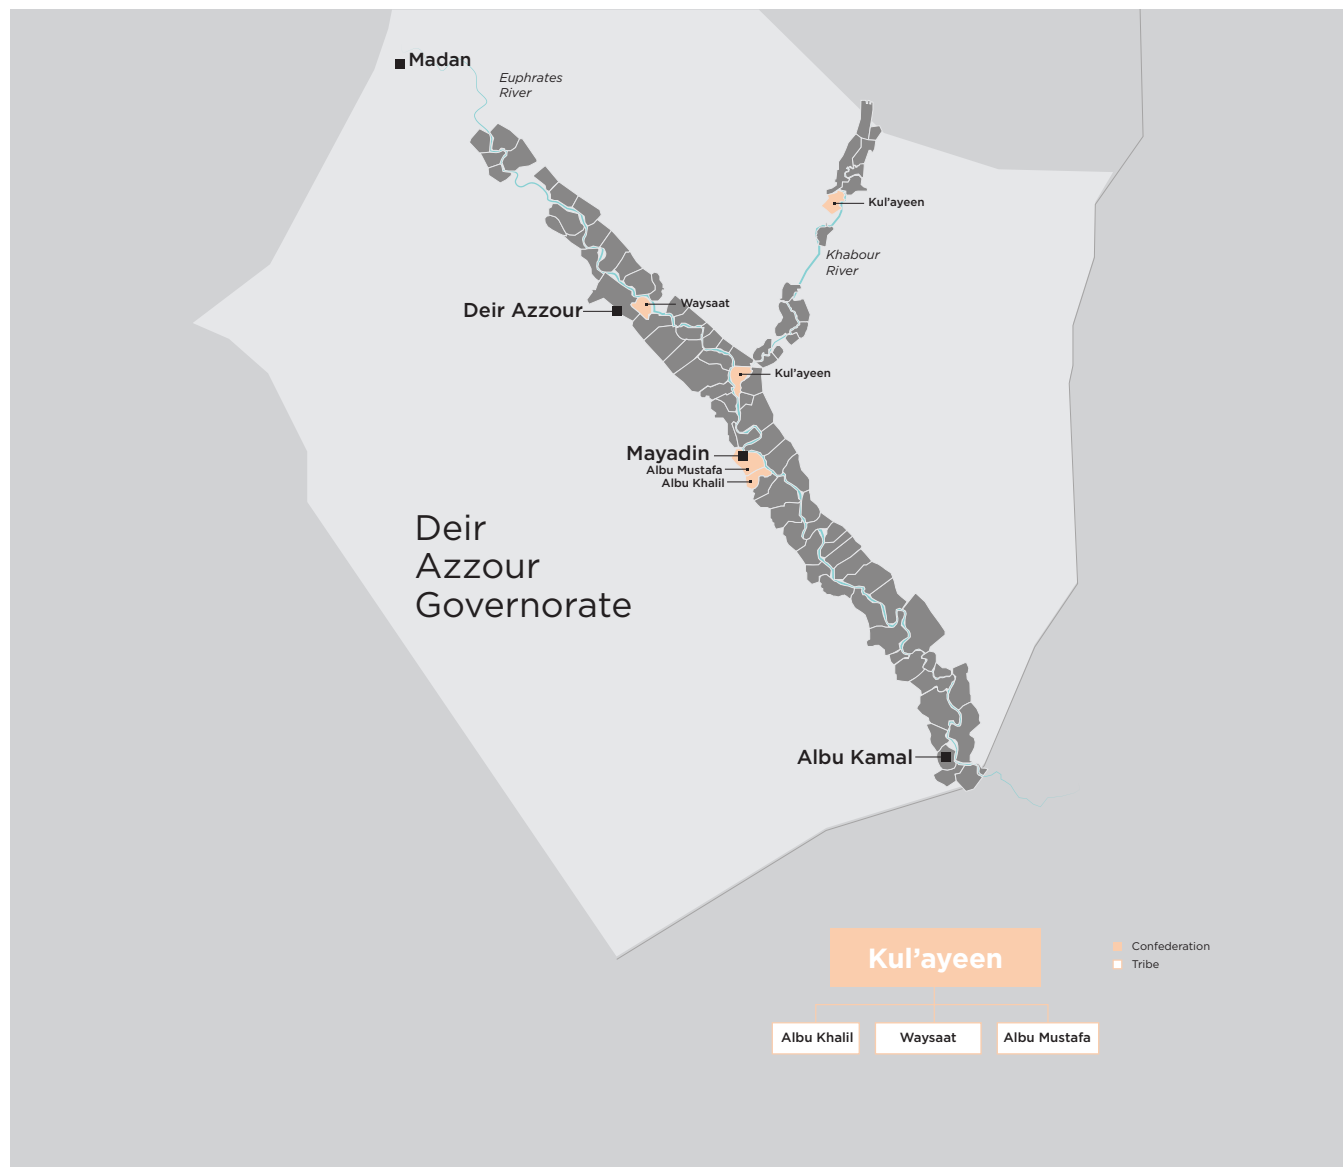 Madan
Euphrates
River
Kul’ayeen
Khabour
River
Waysaat
Deir Azzour
Kul’ayeen
Mayadin
Albu Mustafa
Albu Khalil
Deir
Azzour
Governorate
Albu Kamal
Kul’ayeen
Confederation
Tribe
Albu Khalil
Waysaat
Albu Mustafa